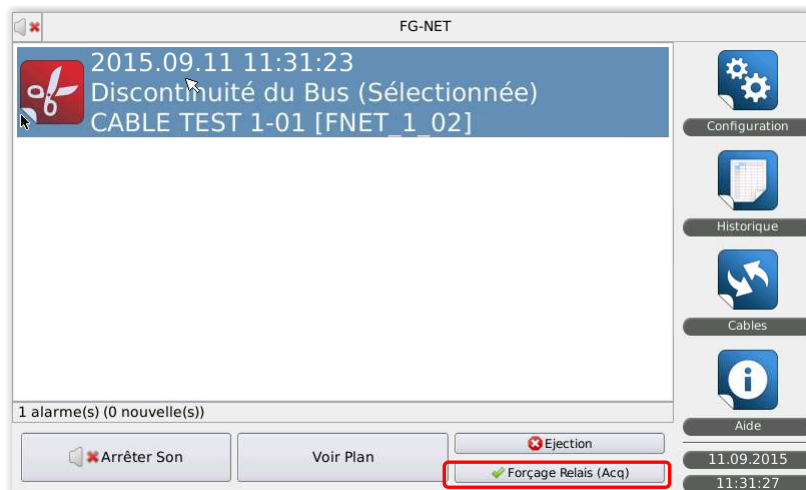 FG-NET
2015.09.11 11:31:23
Discontinuité du Bus (Sélectionnée)
CABLE TEST 1-01 [FNET_1_02]
Configuration
Historique
Cables
Aide
1 alarme(s) (0 nouvelle(s))
Arrêter Son
Voir Plan
Ejection
Forçage Relais (Acq)
11.09.2015
11:31:27